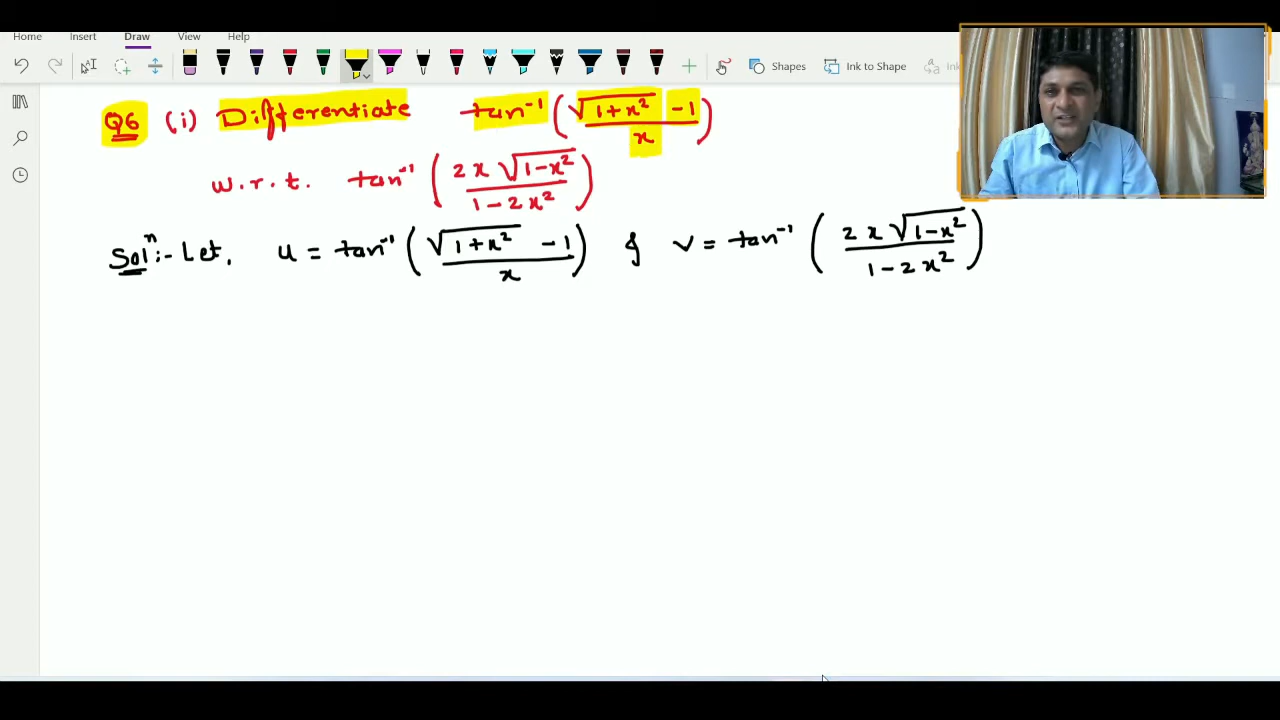 Home Insert Draw View Help
Shapes Ink to Shape Ink
Q6 (i) Differentiate tan⁻¹ ( (√(1+x²) - 1) / x )
w.r.t. tan⁻¹ ( (2x √(1-x²)) / (1-2x²) )
Solⁿ:- Let, u = tan⁻¹ ( (√(1+x²) - 1) / x ) & v = tan⁻¹ ( (2x √(1-x²)) / (1-2x²) )